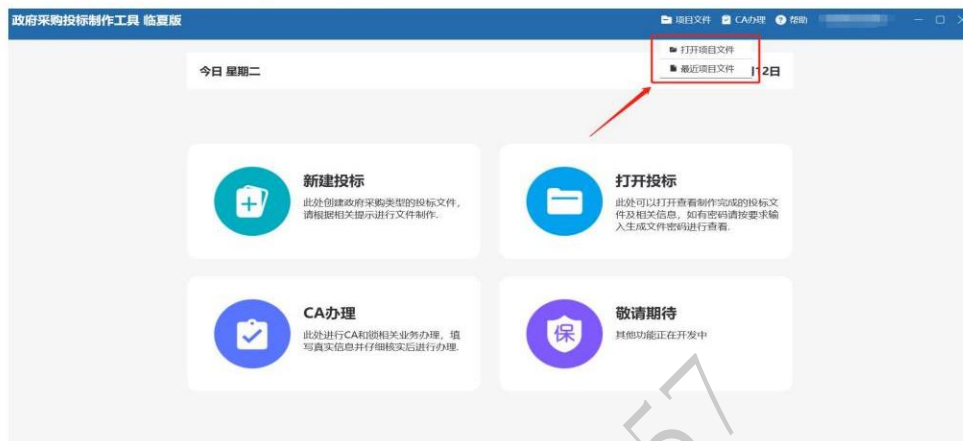 政府采购投标制作工具 临夏版
项目文件 CA办理 帮助
打开项目文件
最近项目文件
今日 星期二
12日
新建投标
此处创建政府采购类型的投标文件，
请根据相关提示进行文件制作.
打开投标
此处可以打开查看制作完成的投标文
件及相关信息，如有密码请按要求输
入生成文件密码进行查看.
CA办理
此处进行CA和锁相关业务办理，填
写真实信息并仔细核实后进行办理.
敬请期待
保
其他功能正在开发中
57